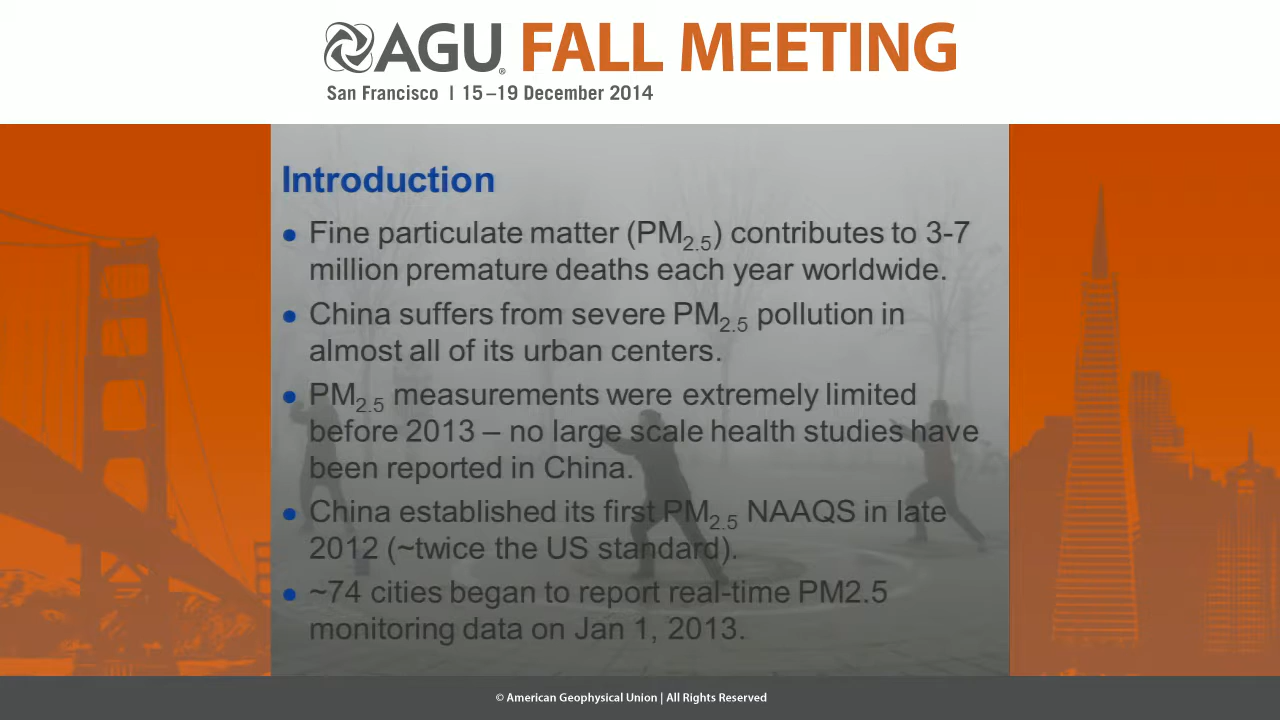 AGU® FALL MEETING
San Francisco | 15–19 December 2014
Introduction
• Fine particulate matter (PM2.5) contributes to 3-7
million premature deaths each year worldwide.
• China suffers from severe PM2.5 pollution in
almost all of its urban centers.
• PM2.5 measurements were extremely limited
before 2013 – no large scale health studies have
been reported in China.
• China established its first PM2.5 NAAQS in late
2012 (~twice the US standard).
• ~74 cities began to report real-time PM2.5
monitoring data on Jan 1, 2013.
© American Geophysical Union | All Rights Reserved